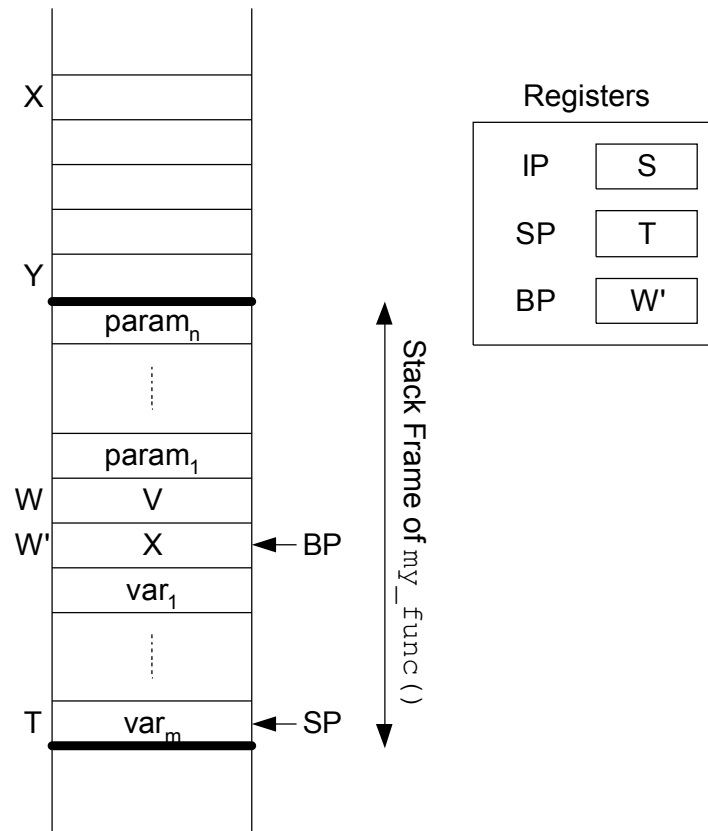 X
Registers
IP S
SP T
Y
BP W'
param_n
param_1
W V
W' X BP
var_1
T var_m SP
Stack Frame of my_func()